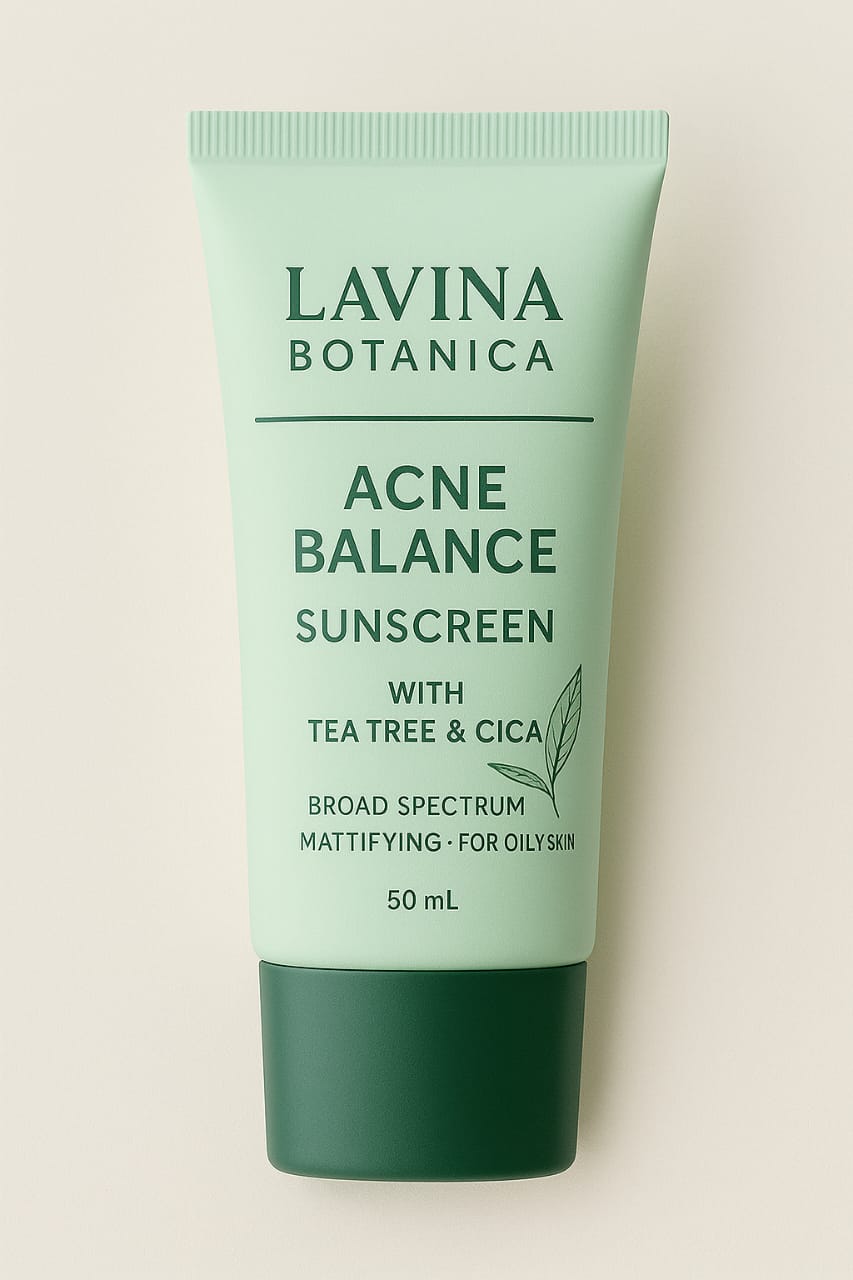 LAVINA
BOTANICA
ACNE
BALANCE
SUNSCREEN
WITH
TEA TREE & CICA
BROAD SPECTRUM
MATTIFYING · FOR OILY SKIN
50 mL